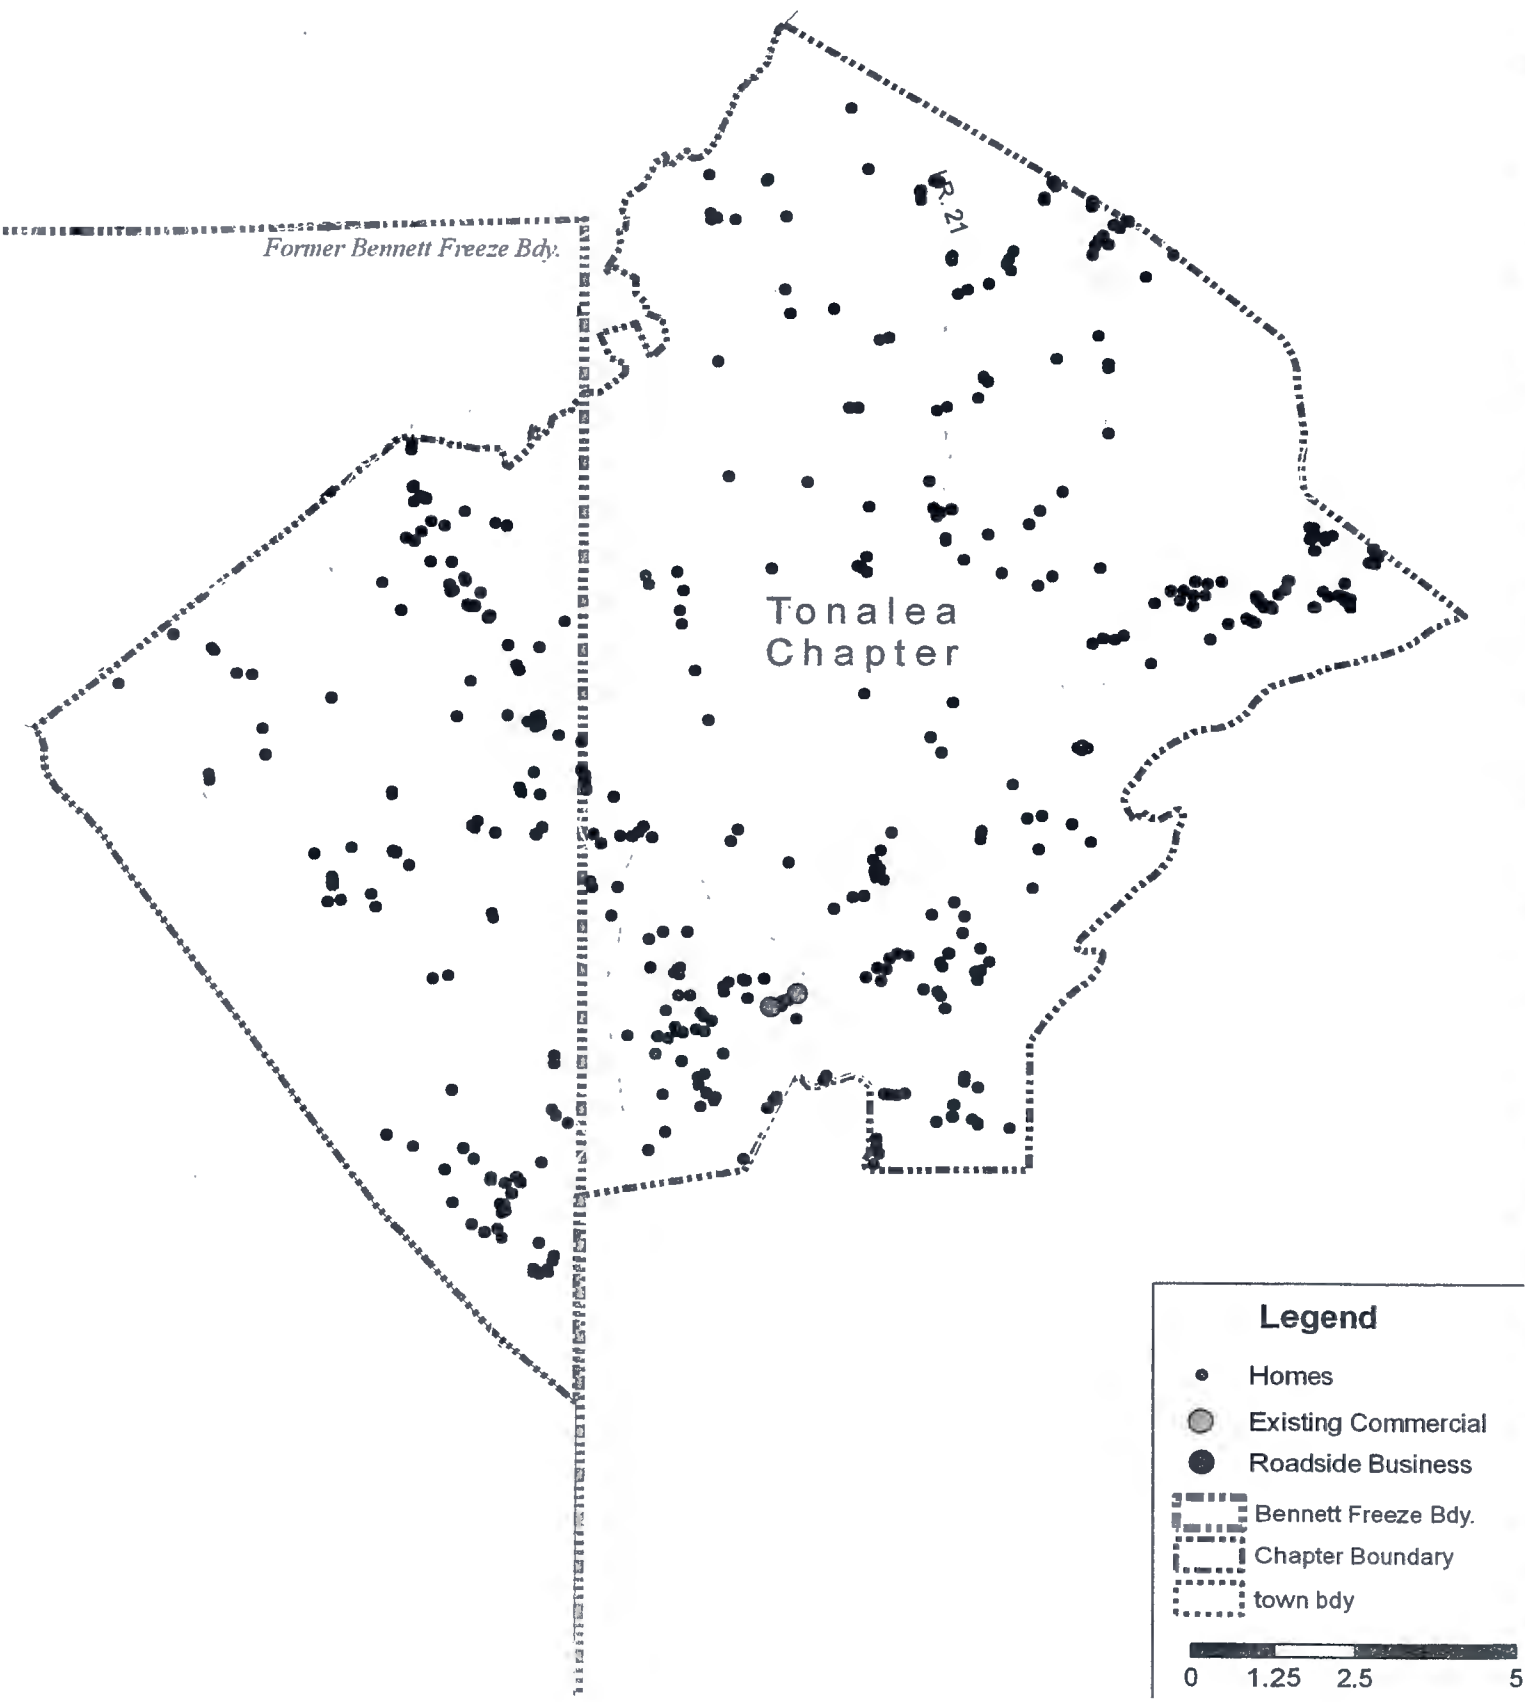 Former Bennett Freeze Bdy.
R. 21
Tonalea
Chapter
Legend
Homes
Existing Commercial
Roadside Business
Bennett Freeze Bdy.
Chapter Boundary
town bdy
0 1.25 2.5 5